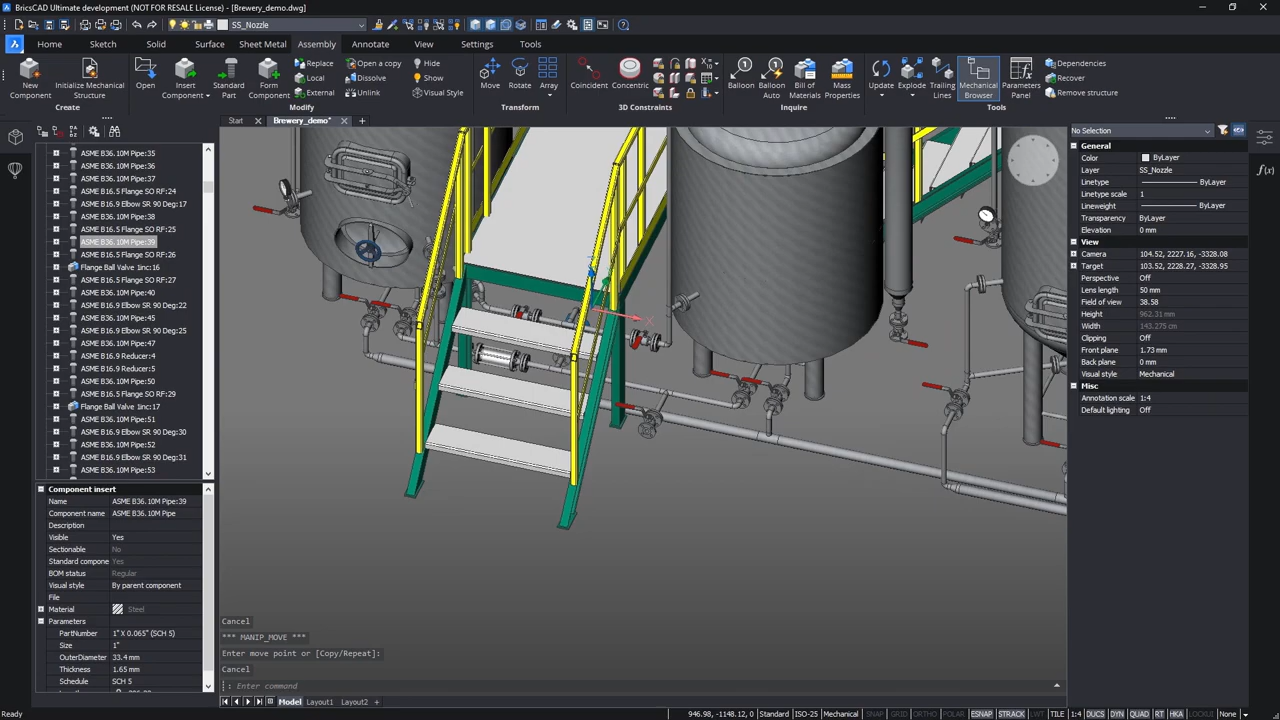 BricsCAD Ultimate development (NOT FOR RESALE License) - [Brewery_demo.dwg]
SS_Nozzle
Home Sketch Solid Surface Sheet Metal Assembly Annotate View Settings Tools
New Component
Initialize Mechanical Structure
Create
Open
Insert Component
Standard Part
Form Component
Replace
Local
External
Open a copy
Dissolve
Unlink
Hide
Show
Visual Style
Modify
Move
Rotate
Array
Transform
Coincident
Concentric
3D Constraints
Balloon
Balloon Auto
Bill of Materials
Mass Properties
Inquire
Update
Explode
Trailing Lines
Mechanical Browser
Parameters Panel
Dependencies
Recover
Remove structure
Tools
Start
Brewery_demo*
ASME B36.10M Pipe:35
ASME B36.10M Pipe:36
ASME B36.10M Pipe:37
ASME B16.5 Flange SO RF:24
ASME B16.9 Elbow SR 90 Deg:17
ASME B36.10M Pipe:38
ASME B16.5 Flange SO RF:25
ASME B36.10M Pipe:39
ASME B16.5 Flange SO RF:26
Flange Ball Valve 1inc:16
ASME B16.5 Flange SO RF:27
ASME B36.10M Pipe:40
ASME B16.9 Elbow SR 90 Deg:22
ASME B16.9 Elbow SR 90 Deg:23
ASME B36.10M Pipe:47
ASME B16.9 Reducer:4
ASME B16.9 Reducer:5
ASME B36.10M Pipe:50
ASME B16.5 Flange SO RF:29
Flange Ball Valve 1inc:17
ASME B36.10M Pipe:51
ASME B16.9 Elbow SR 90 Deg:30
ASME B36.10M Pipe:52
ASME B16.9 Elbow SR 90 Deg:31
ASME B36.10M Pipe:53
Component insert
Name ASME B36.10M Pipe:39
Component name ASME B36.10M Pipe
Description
Visible Yes
Sectionable No
Standard compone Yes
BOM status Regular
Visual style By parent component
File
Material Steel
Parameters
PartNumber 1" X 0.065" (SCH 5)
Size 1"
OuterDiameter 33.4 mm
Thickness 1.65 mm
Schedule SCH 5
X
Cancel
*** MANIP_MOVE ***
Enter move point or [Copy/Repeat]:
Cancel
: Enter command
Model Layout1 Layout2 +
No Selection
f(x)
General
Color ByLayer
Layer SS_Nozzle
Linetype ByLayer
Linetype scale 1
Lineweight ByLayer
Transparency ByLayer
Elevation 0 mm
View
Camera 104.52, 2227.16, -3328.08
Target 103.52, 2228.27, -3328.95
Perspective Off
Lens length 50 mm
Field of view 38.58
Height 962.31 mm
Width 143.275 cm
Clipping Off
Front plane 1.73 mm
Back plane 0 mm
Visual style Mechanical
Misc
Annotation scale 1:4
Default lighting Off
Ready
946.98, -1148.12, 0 Standard ISO-25 Mechanical SNAP GRID ORTHO POLAR ESNAP STRACK LWT TILE 1:4 DUCS DYN QUAD RT HKA LOCKUI None